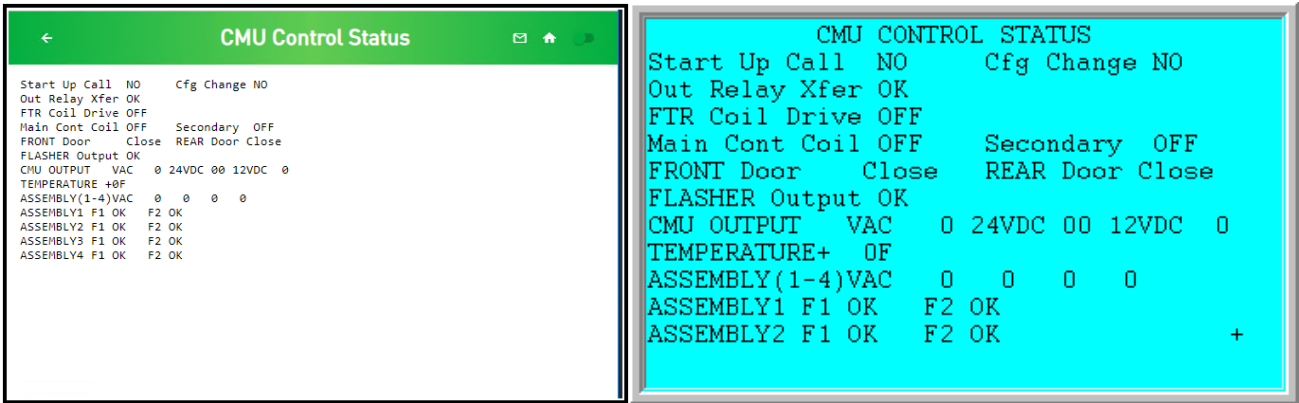 CMU Control Status
Start Up Call NO Cfg Change NO
Out Relay Xfer OK
FTR Coil Drive OFF
Main Cont Coil OFF Secondary OFF
FRONT Door Close REAR Door Close
FLASHER Output OK
CMU OUTPUT VAC 0 24VDC 00 12VDC 0
TEMPERATURE +0F
ASSEMBLY(1-4)VAC 0 0 0 0
ASSEMBLY1 F1 OK F2 OK
ASSEMBLY2 F1 OK F2 OK
ASSEMBLY3 F1 OK F2 OK
ASSEMBLY4 F1 OK F2 OK
CMU CONTROL STATUS
Start Up Call NO Cfg Change NO
Out Relay Xfer OK
FTR Coil Drive OFF
Main Cont Coil OFF Secondary OFF
FRONT Door Close REAR Door Close
FLASHER Output OK
CMU OUTPUT VAC 0 24VDC 00 12VDC 0
TEMPERATURE+ 0F
ASSEMBLY(1-4)VAC 0 0 0 0
ASSEMBLY1 F1 OK F2 OK
ASSEMBLY2 F1 OK F2 OK +